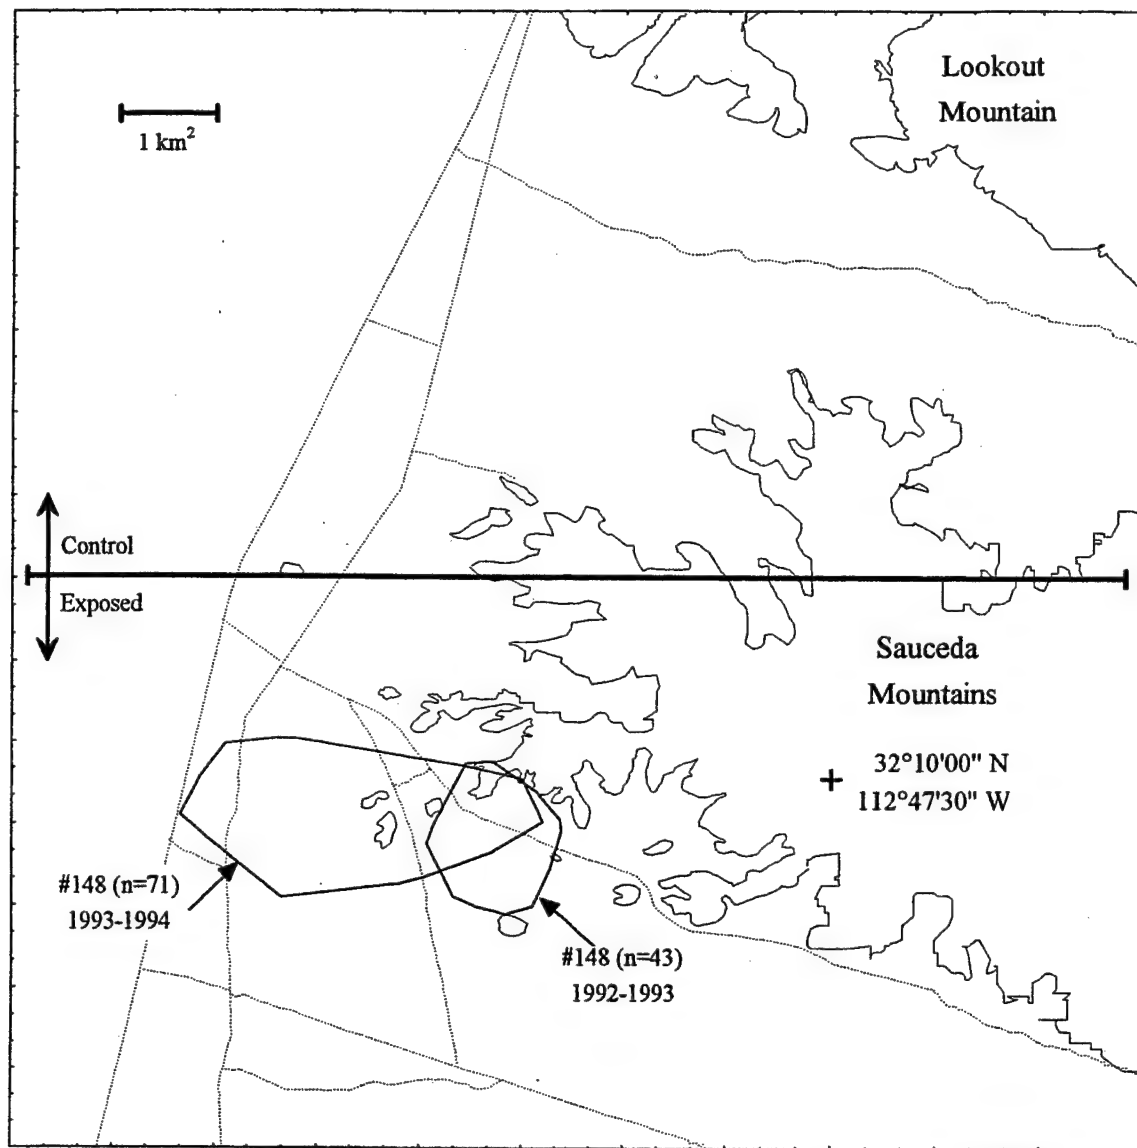 Lookout
Mountain
1 km²
Control
Exposed
Sauceda
Mountains
32°10'00" N
112°47'30" W
#148 (n=71)
1993-1994
#148 (n=43)
1992-1993